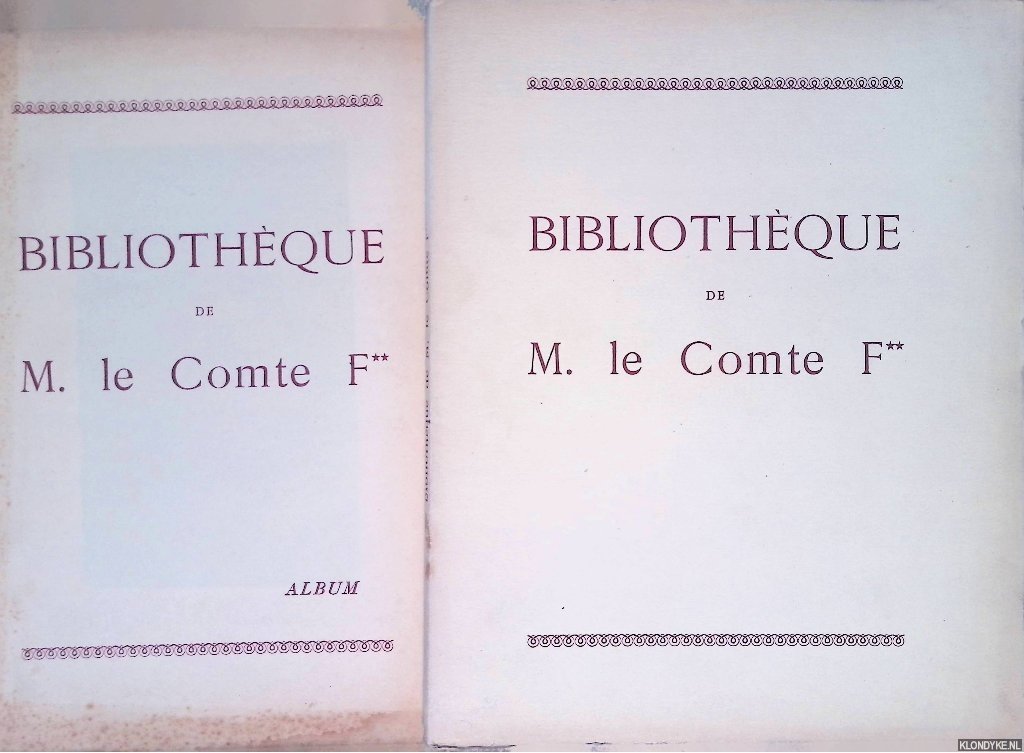 BIBLIOTHÈQUE
DE
M. le Comte F**
ALBUM
BIBLIOTHÈQUE
DE
M. le Comte F**
KLONDYKE.NL